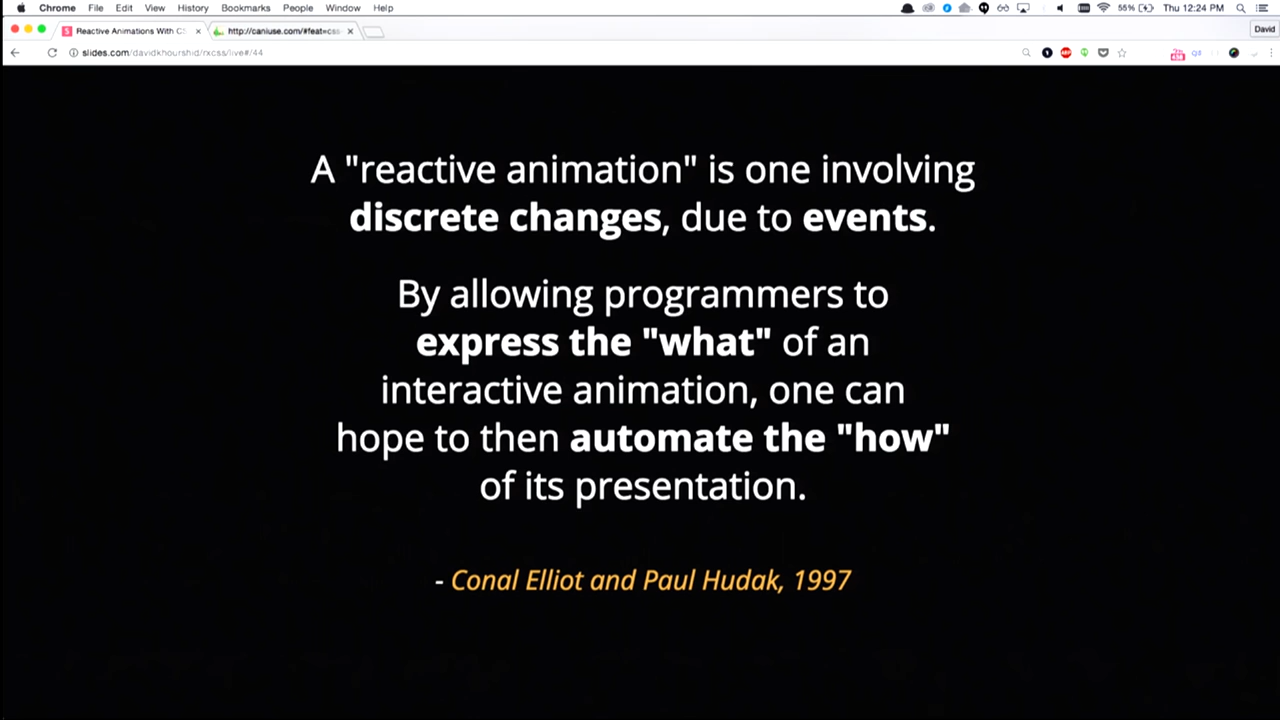 Chrome File Edit View History Bookmarks People Window Help 55% Thu 12:24 PM
Reactive Animations With CS × http://caniuse.com/#feat=css- × David
slides.com/davidkhourshid/rxcss/live#/44
A "reactive animation" is one involving
discrete changes, due to events.
By allowing programmers to
express the "what" of an
interactive animation, one can
hope to then automate the "how"
of its presentation.
- Conal Elliot and Paul Hudak, 1997